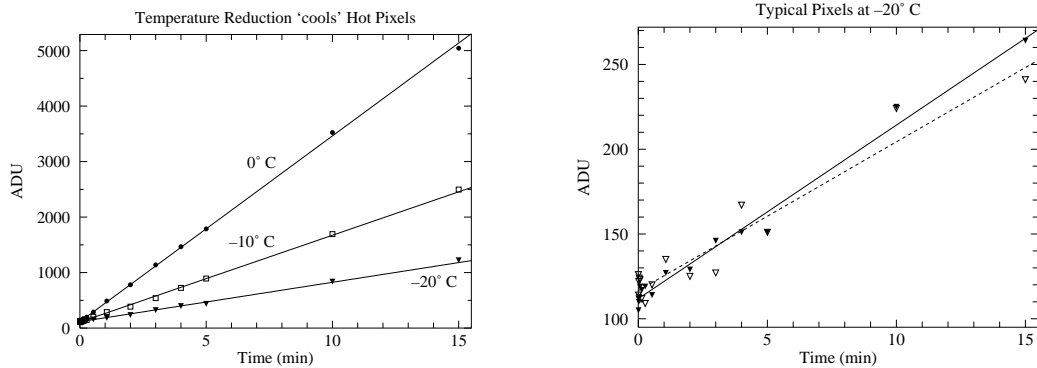 Temperature Reduction ‘cools’ Hot Pixels
5000
4000
3000
2000
1000
0
ADU
0° C
–10° C
–20° C
0 5 10 15
Time (min)
Typical Pixels at –20° C
250
200
150
100
ADU
0 5 10 15
Time (min)